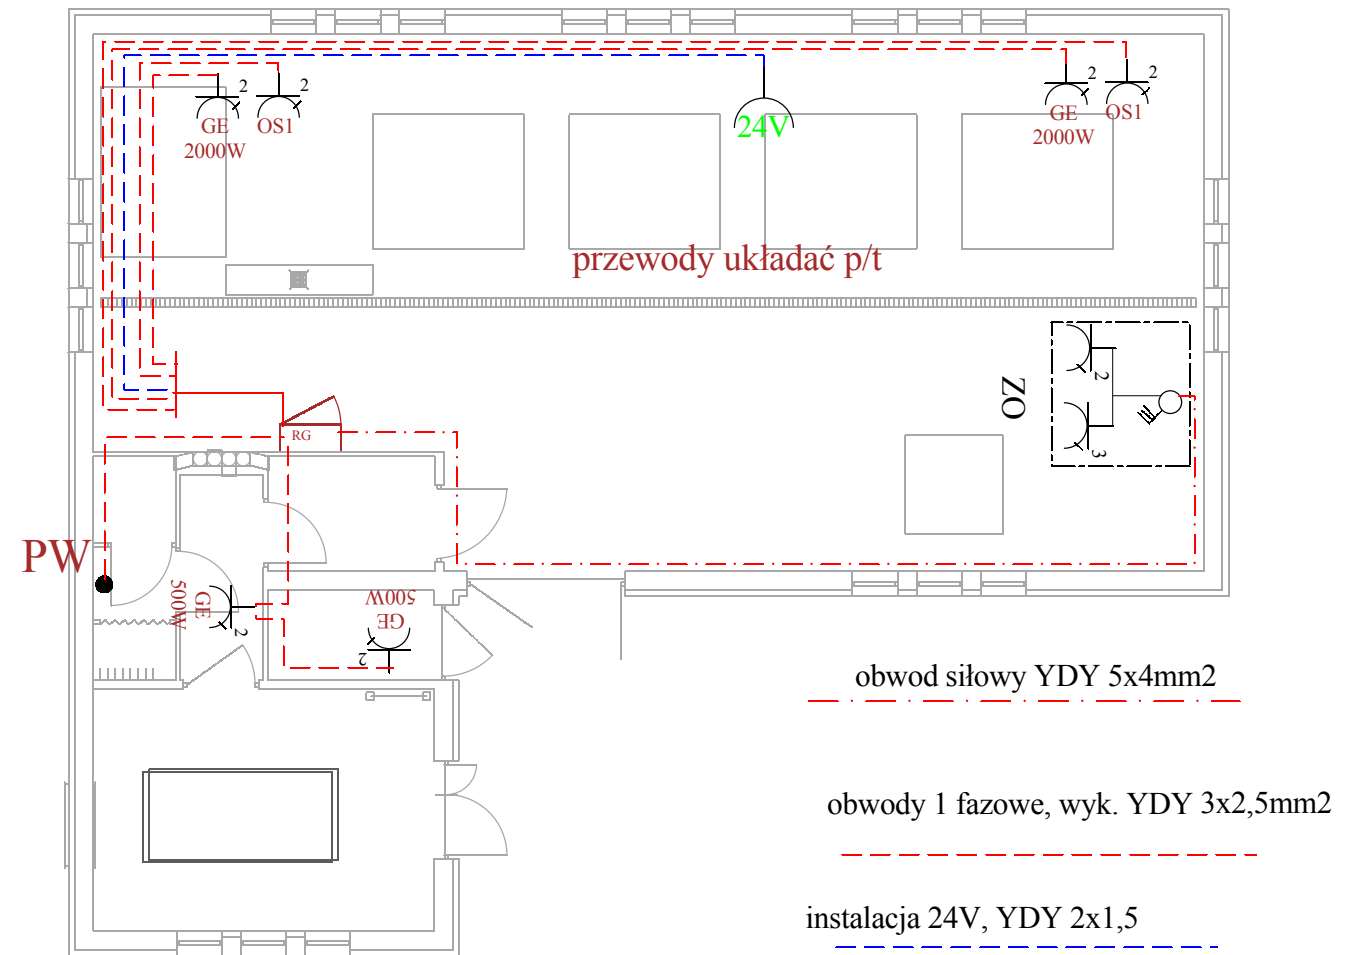 2
2
2
2
GE
OS1
2000W
24V
GE
OS1
2000W
przewody układać p/t
ZO
2
3
RG
PW
GE
500W
2
GE
500W
2
obwod siłowy YDY 5x4mm2
obwody 1 fazowe, wyk. YDY 3x2,5mm2
instalacja 24V, YDY 2x1,5